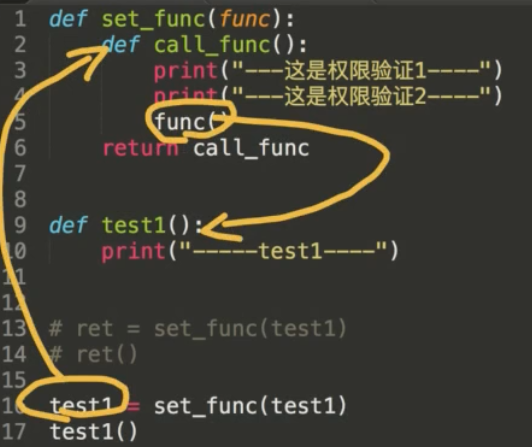 1 def set_func(func):
2 def call_func():
3 print("---这是权限验证1----")
4 print("---这是权限验证2----")
5 func()
6 return call_func
7
8
9 def test1():
10 print("-----test1----")
11
12
13 # ret = set_func(test1)
14 # ret()
15
16 test1 = set_func(test1)
17 test1()